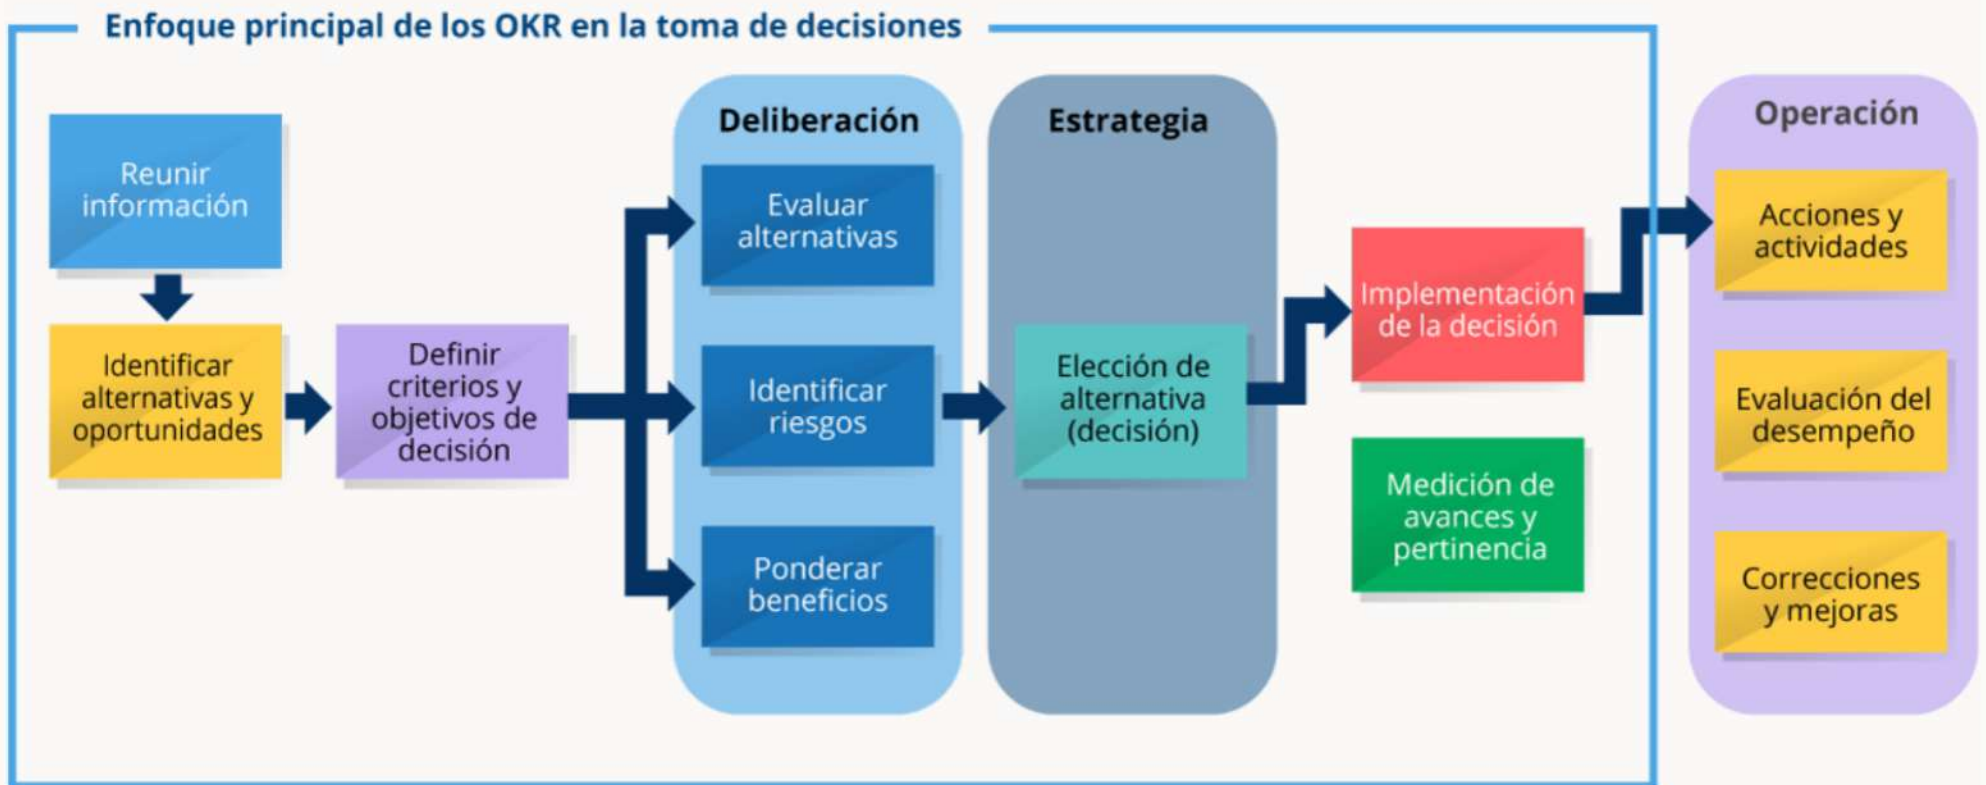 Enfoque principal de los OKR en la toma de decisiones
Reunir
información
Identificar
alternativas y
oportunidades
Definir
criterios y
objetivos de
decisión
Deliberación
Evaluar
alternativas
Identificar
riesgos
Ponderar
beneficios
Estrategia
Elección de
alternativa
(decisión)
Implementación
de la decisión
Medición de
avances y
pertinencia
Operación
Acciones y
actividades
Evaluación del
desempeño
Correcciones
y mejoras